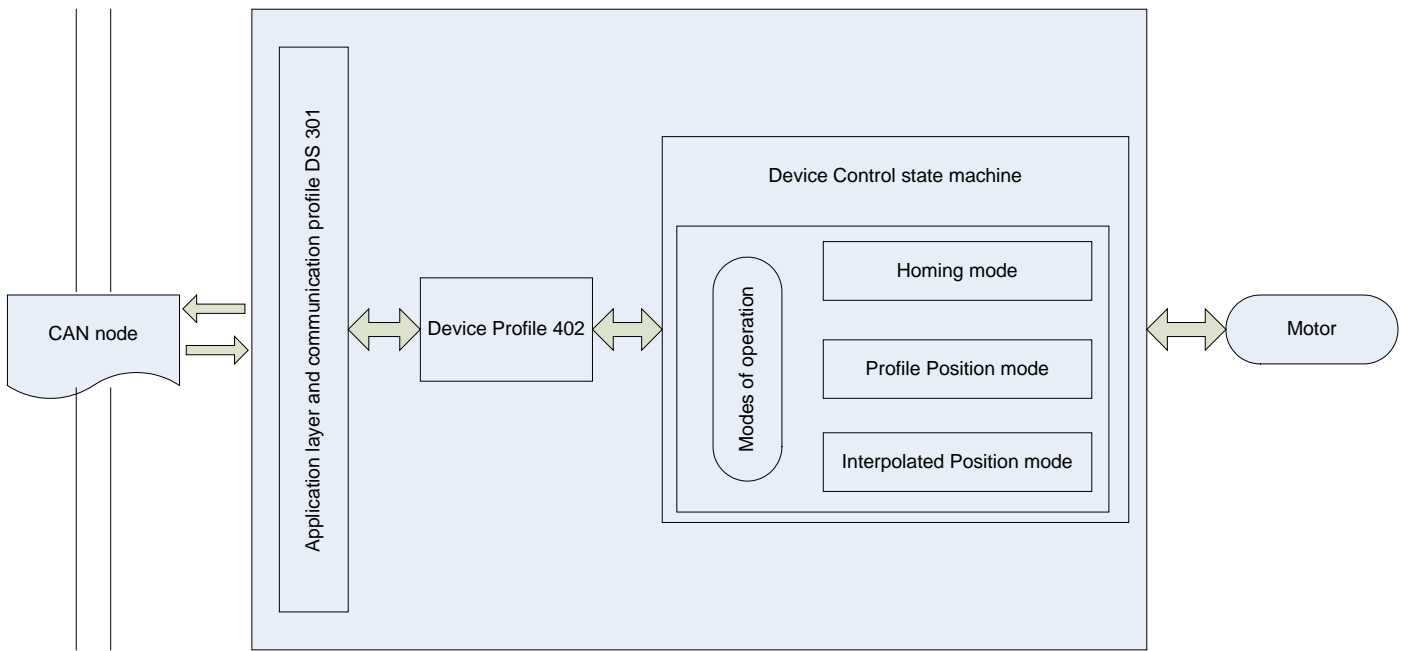 CAN node
Application layer and communication profile DS 301
Device Profile 402
Device Control state machine
Modes of operation
Homing mode
Profile Position mode
Interpolated Position mode
Motor